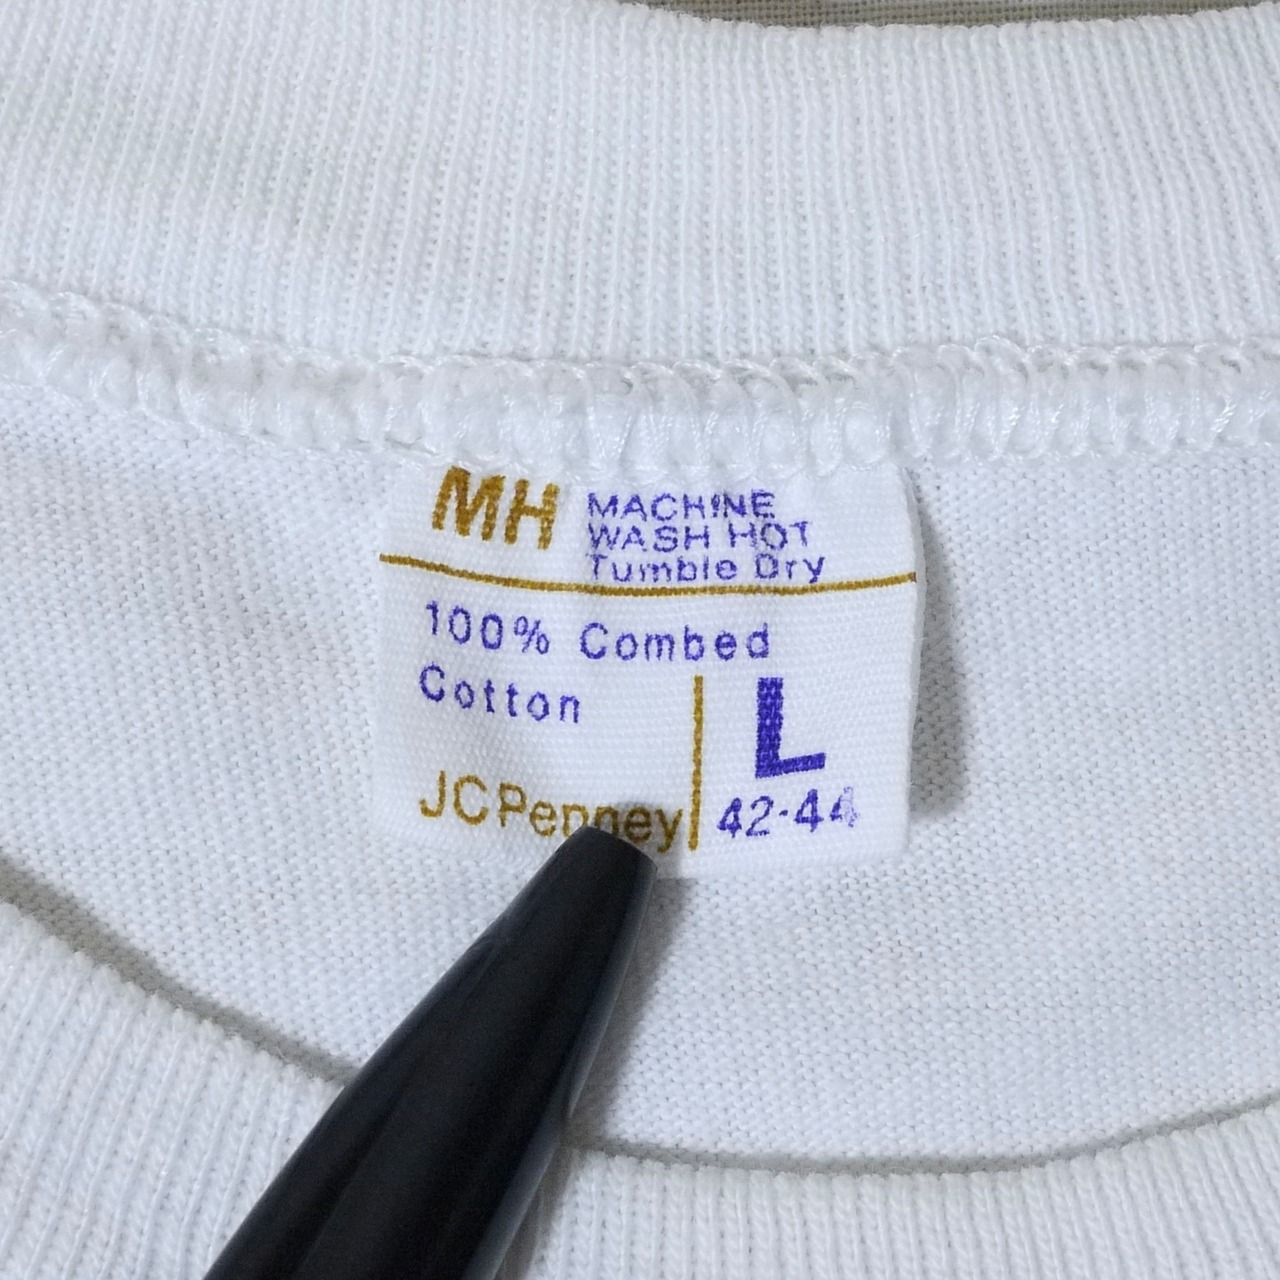 MH
MACHINE
WASH HOT
Tumble Dry
100% Combed
Cotton
L
JCPenney
42-44